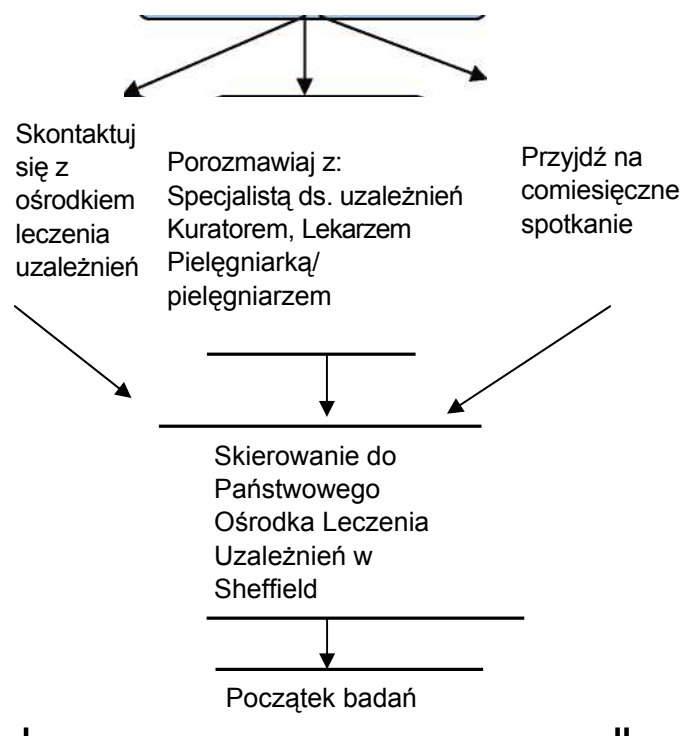 Skontaktuj
się z
ośrodkiem
leczenia
uzależnień
Porozmawiaj z:
Specjalistą ds. uzależnień
Kuratorem, Lekarzem
Pielęgniarką/
pielęgniarzem
Przyjdź na
comiesięczne
spotkanie
Skierowanie do
Państwowego
Ośrodka Leczenia
Uzależnień w
Sheffield
Początek badań